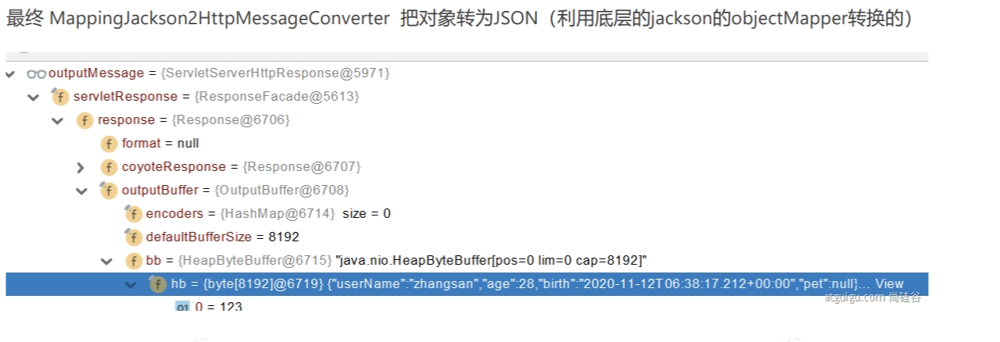 最终 MappingJackson2HttpMessageConverter 把对象转为JSON（利用底层的jackson的objectMapper转换的）
outputMessage = {ServletServerHttpResponse@5971}
f servletResponse = {ResponseFacade@5613}
f response = {Response@6706}
f format = null
f coyoteResponse = {Response@6707}
f outputBuffer = {OutputBuffer@6708}
f encoders = {HashMap@6714} size = 0
f defaultBufferSize = 8192
f bb = {HeapByteBuffer@6715} "java.nio.HeapByteBuffer[pos=0 lim=0 cap=8192]"
f hb = {byte[8192]@6719} {"userName":"zhangsan","age":28,"birth":"2020-11-12T06:38:17.212+00:00","pet":null}... View
atguigu.com 尚硅谷
01 0 = 123